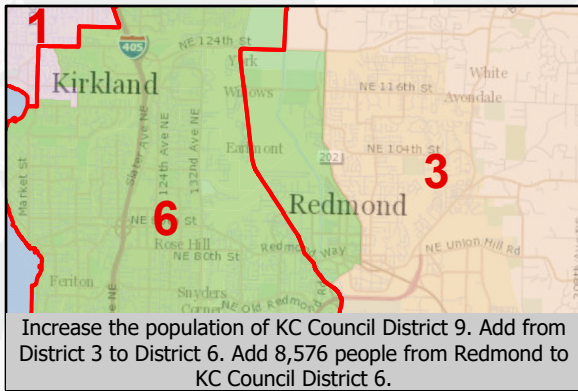 1
405
NE 124th St
York
Kirkland
Willows
NE 116th St
White
Avondale
Slater Ave NE
124th Ave NE
132nd Ave NE
Earlmont
202
NE 104th St
3
Market St
Redmond
6
Rose Hill
NE 80th St
Redmond Way
NE Union Hill Rd
Feriton
Snyders
Corner
NE Old Redmond
Increase the population of KC Council District 9. Add from
District 3 to District 6. Add 8,576 people from Redmond to
KC Council District 6.